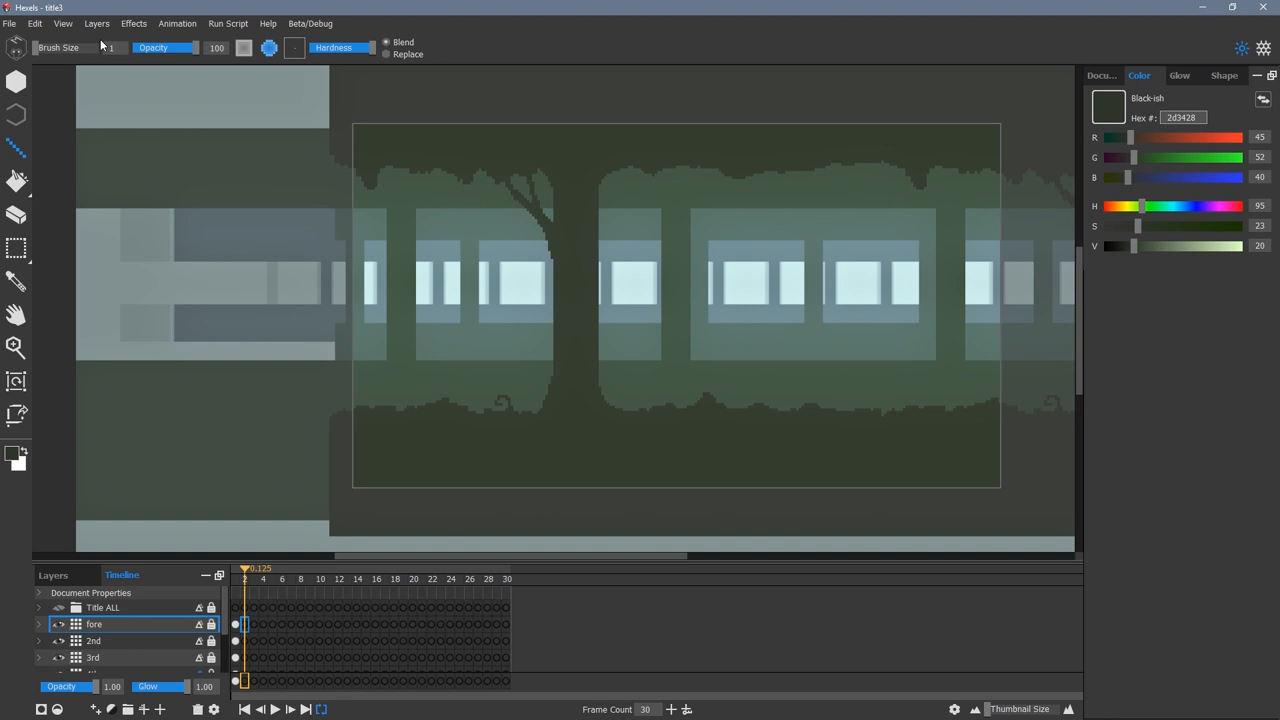 Hexels - title3
File Edit View Layers Effects Animation Run Script Help Beta/Debug
Brush Size 1 Opacity 100 Hardness Blend
Replace
Docu... Color Glow Shape
Black-ish
Hex #: 2d3428
R 45
G 52
B 40
H 95
S 23
V 20
Layers Timeline 0.125
2 4 6 8 10 12 14 16 18 20 22 24 26 28 30
Document Properties
Title ALL
fore
2nd
3rd
Opacity 1.00 Glow 1.00
Frame Count 30 Thumbnail Size